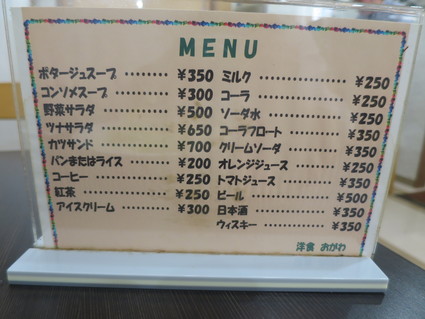 MENU
ポタージュスープ ········· ¥350
コンソメスープ ········· ¥300
野菜サラダ ············ ¥500
ツナサラダ ············ ¥650
カツサンド ············ ¥700
パンまたはライス ······ ¥200
コーヒー ············ ¥250
紅茶 ·················· ¥250
アイスクリーム ······ ¥300
ミルク ·················· ¥250
コーラ ·················· ¥250
ソーダ水 ··············· ¥250
コーラフロート ········· ¥350
クリームソーダ ········· ¥350
オレンジジュース ······ ¥250
トマトジュース ········· ¥350
ビール ·················· ¥500
日本酒 ·················· ¥350
ウィスキー ············ ¥350
洋食 おがわ